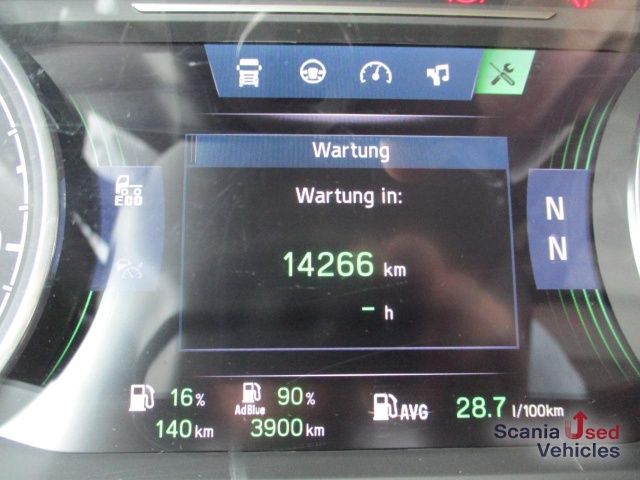 Wartung
Wartung in:
ECO
14266 km
- h
N
N
16% AdBlue 90% AVG 28.7 l/100km
140 km 3900 km
Scania Used
Vehicles